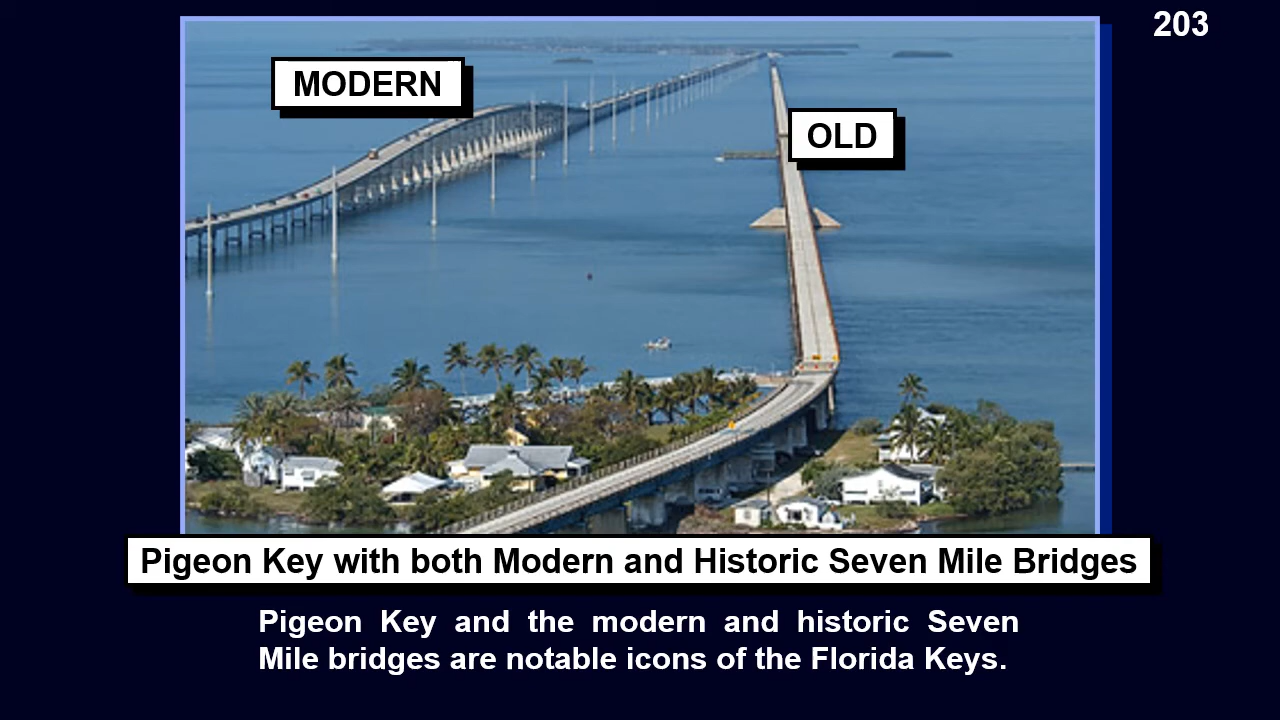 203
MODERN
OLD
Pigeon Key with both Modern and Historic Seven Mile Bridges
Pigeon Key and the modern and historic Seven
Mile bridges are notable icons of the Florida Keys.